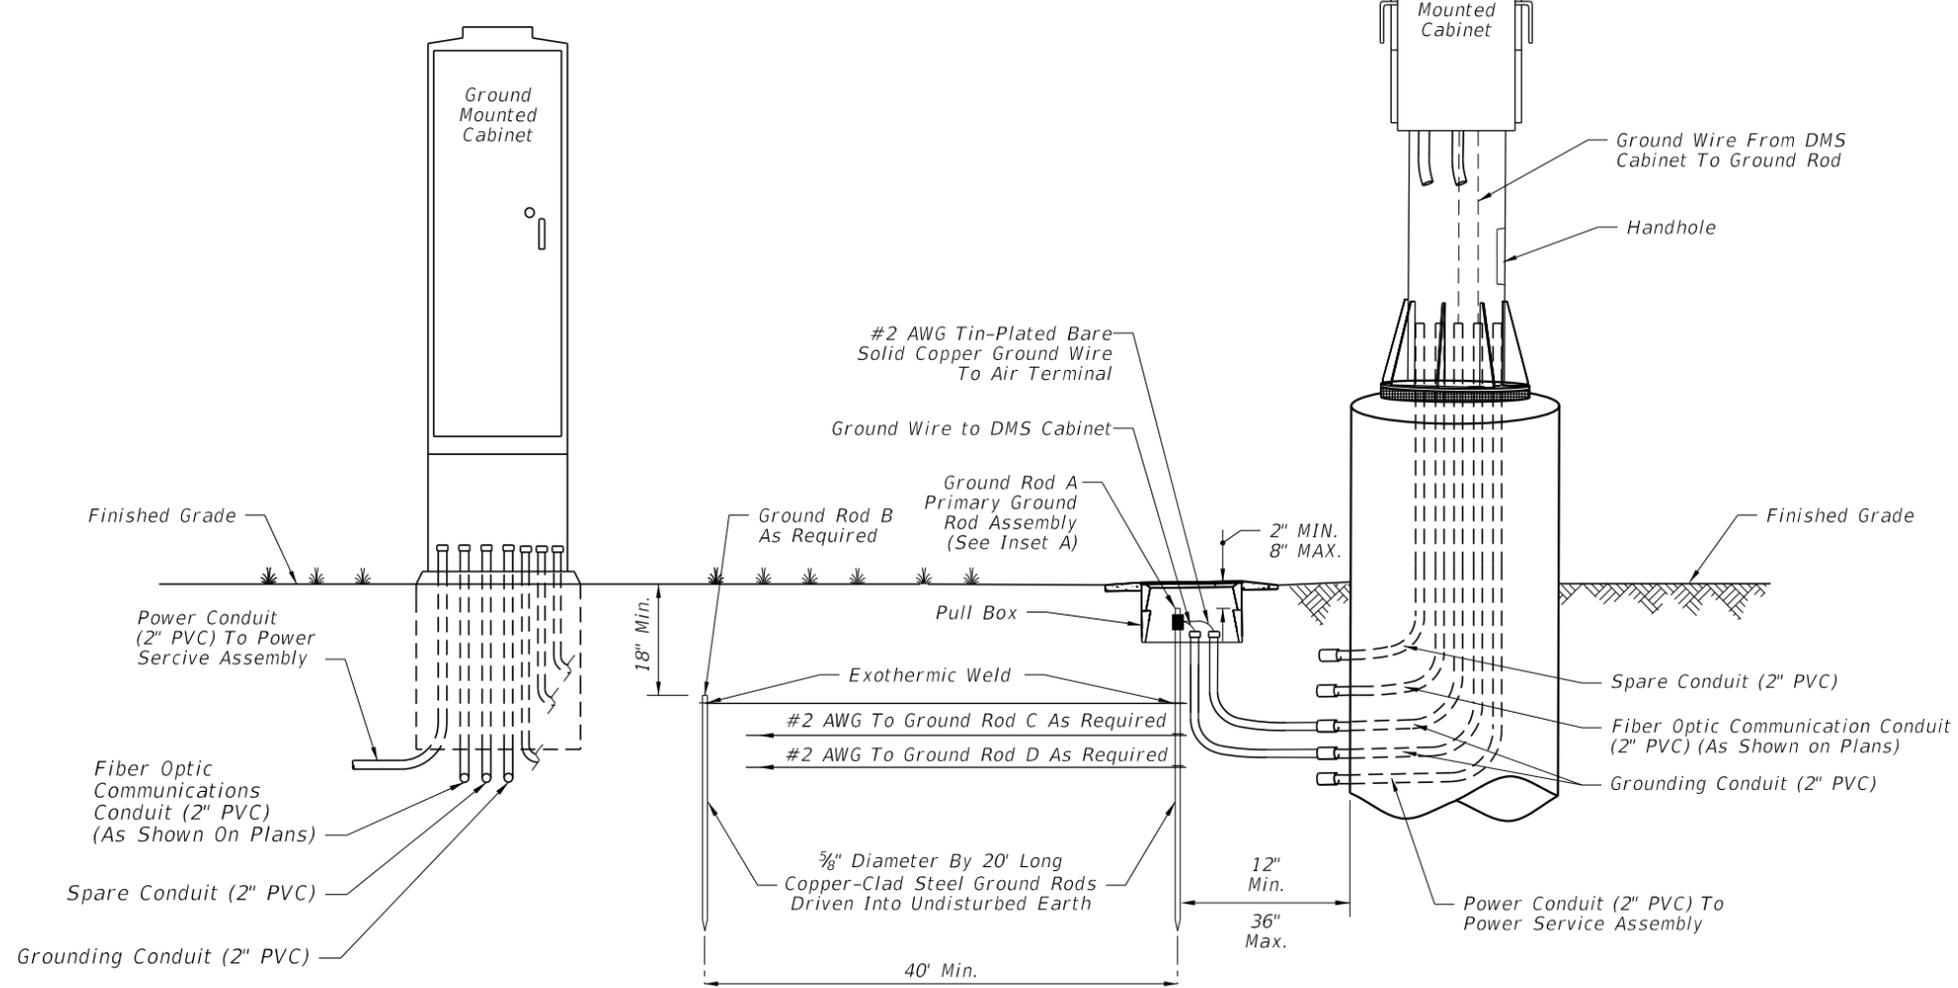 Ground
Mounted
Cabinet
Mounted
Cabinet
Ground Wire From DMS
Cabinet To Ground Rod
Handhole
#2 AWG Tin-Plated Bare
Solid Copper Ground Wire
To Air Terminal
Ground Wire to DMS Cabinet
Ground Rod A
Primary Ground
Rod Assembly
(See Inset A)
Finished Grade
Ground Rod B
As Required
2" MIN.
8" MAX.
Finished Grade
Power Conduit
(2" PVC) To Power
Sercive Assembly
18" Min.
Pull Box
Exothermic Weld
#2 AWG To Ground Rod C As Required
#2 AWG To Ground Rod D As Required
Spare Conduit (2" PVC)
Fiber Optic Communication Conduit
(2" PVC) (As Shown on Plans)
Grounding Conduit (2" PVC)
Fiber Optic
Communications
Conduit (2" PVC)
(As Shown On Plans)
Spare Conduit (2" PVC)
Grounding Conduit (2" PVC)
⅝" Diameter By 20' Long
Copper-Clad Steel Ground Rods
Driven Into Undisturbed Earth
12"
Min.
36"
Max.
Power Conduit (2" PVC) To
Power Service Assembly
40' Min.